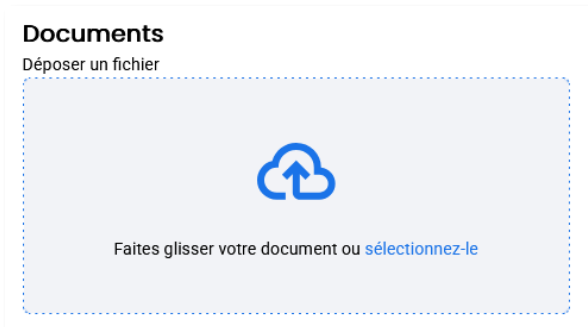 Documents
Déposer un fichier
Faites glisser votre document ou sélectionnez-le